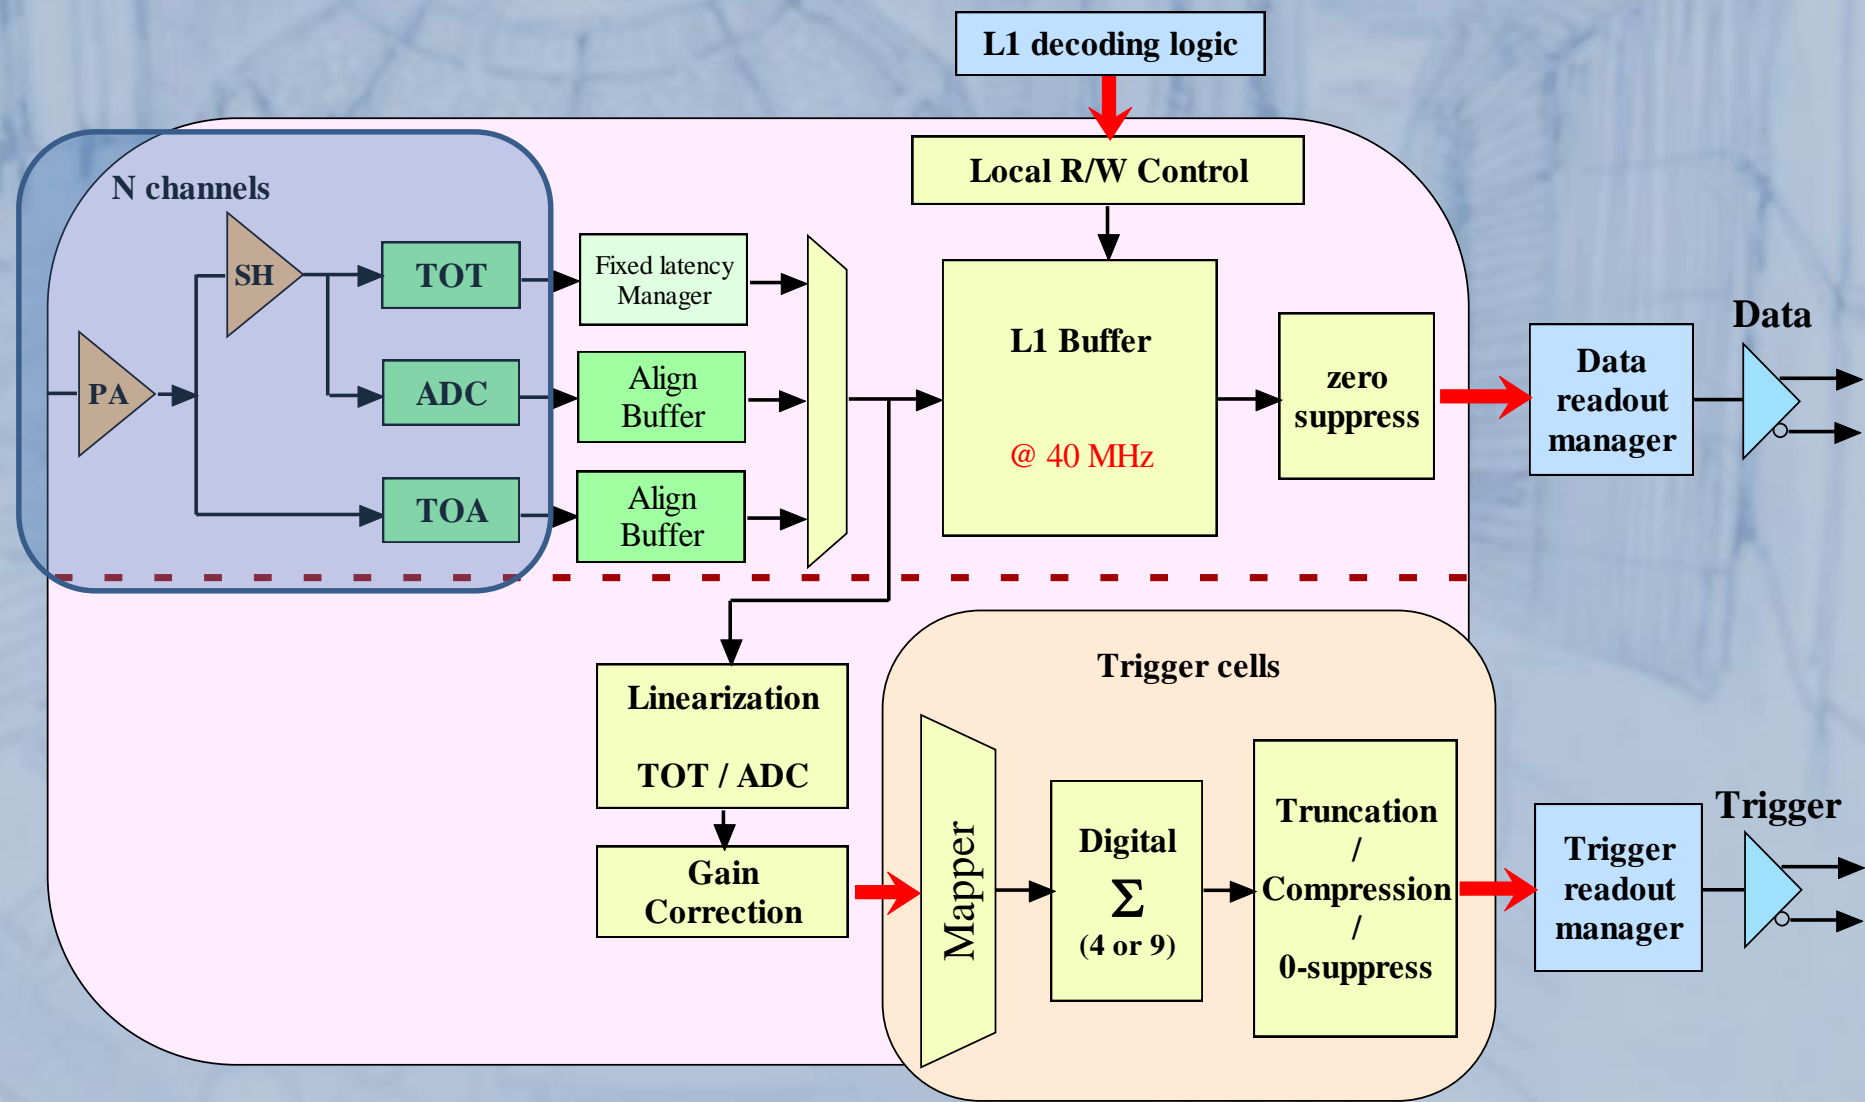 L1 decoding logic
Local R/W Control
N channels
SH
PA
TOT
ADC
TOA
Fixed latency
Manager
Align
Buffer
Align
Buffer
L1 Buffer
@ 40 MHz
zero
suppress
Data
readout
manager
Data
Linearization
TOT / ADC
Gain
Correction
Trigger cells
Mapper
Digital
Σ
(4 or 9)
Truncation
/
Compression
/
0-suppress
Trigger
readout
manager
Trigger